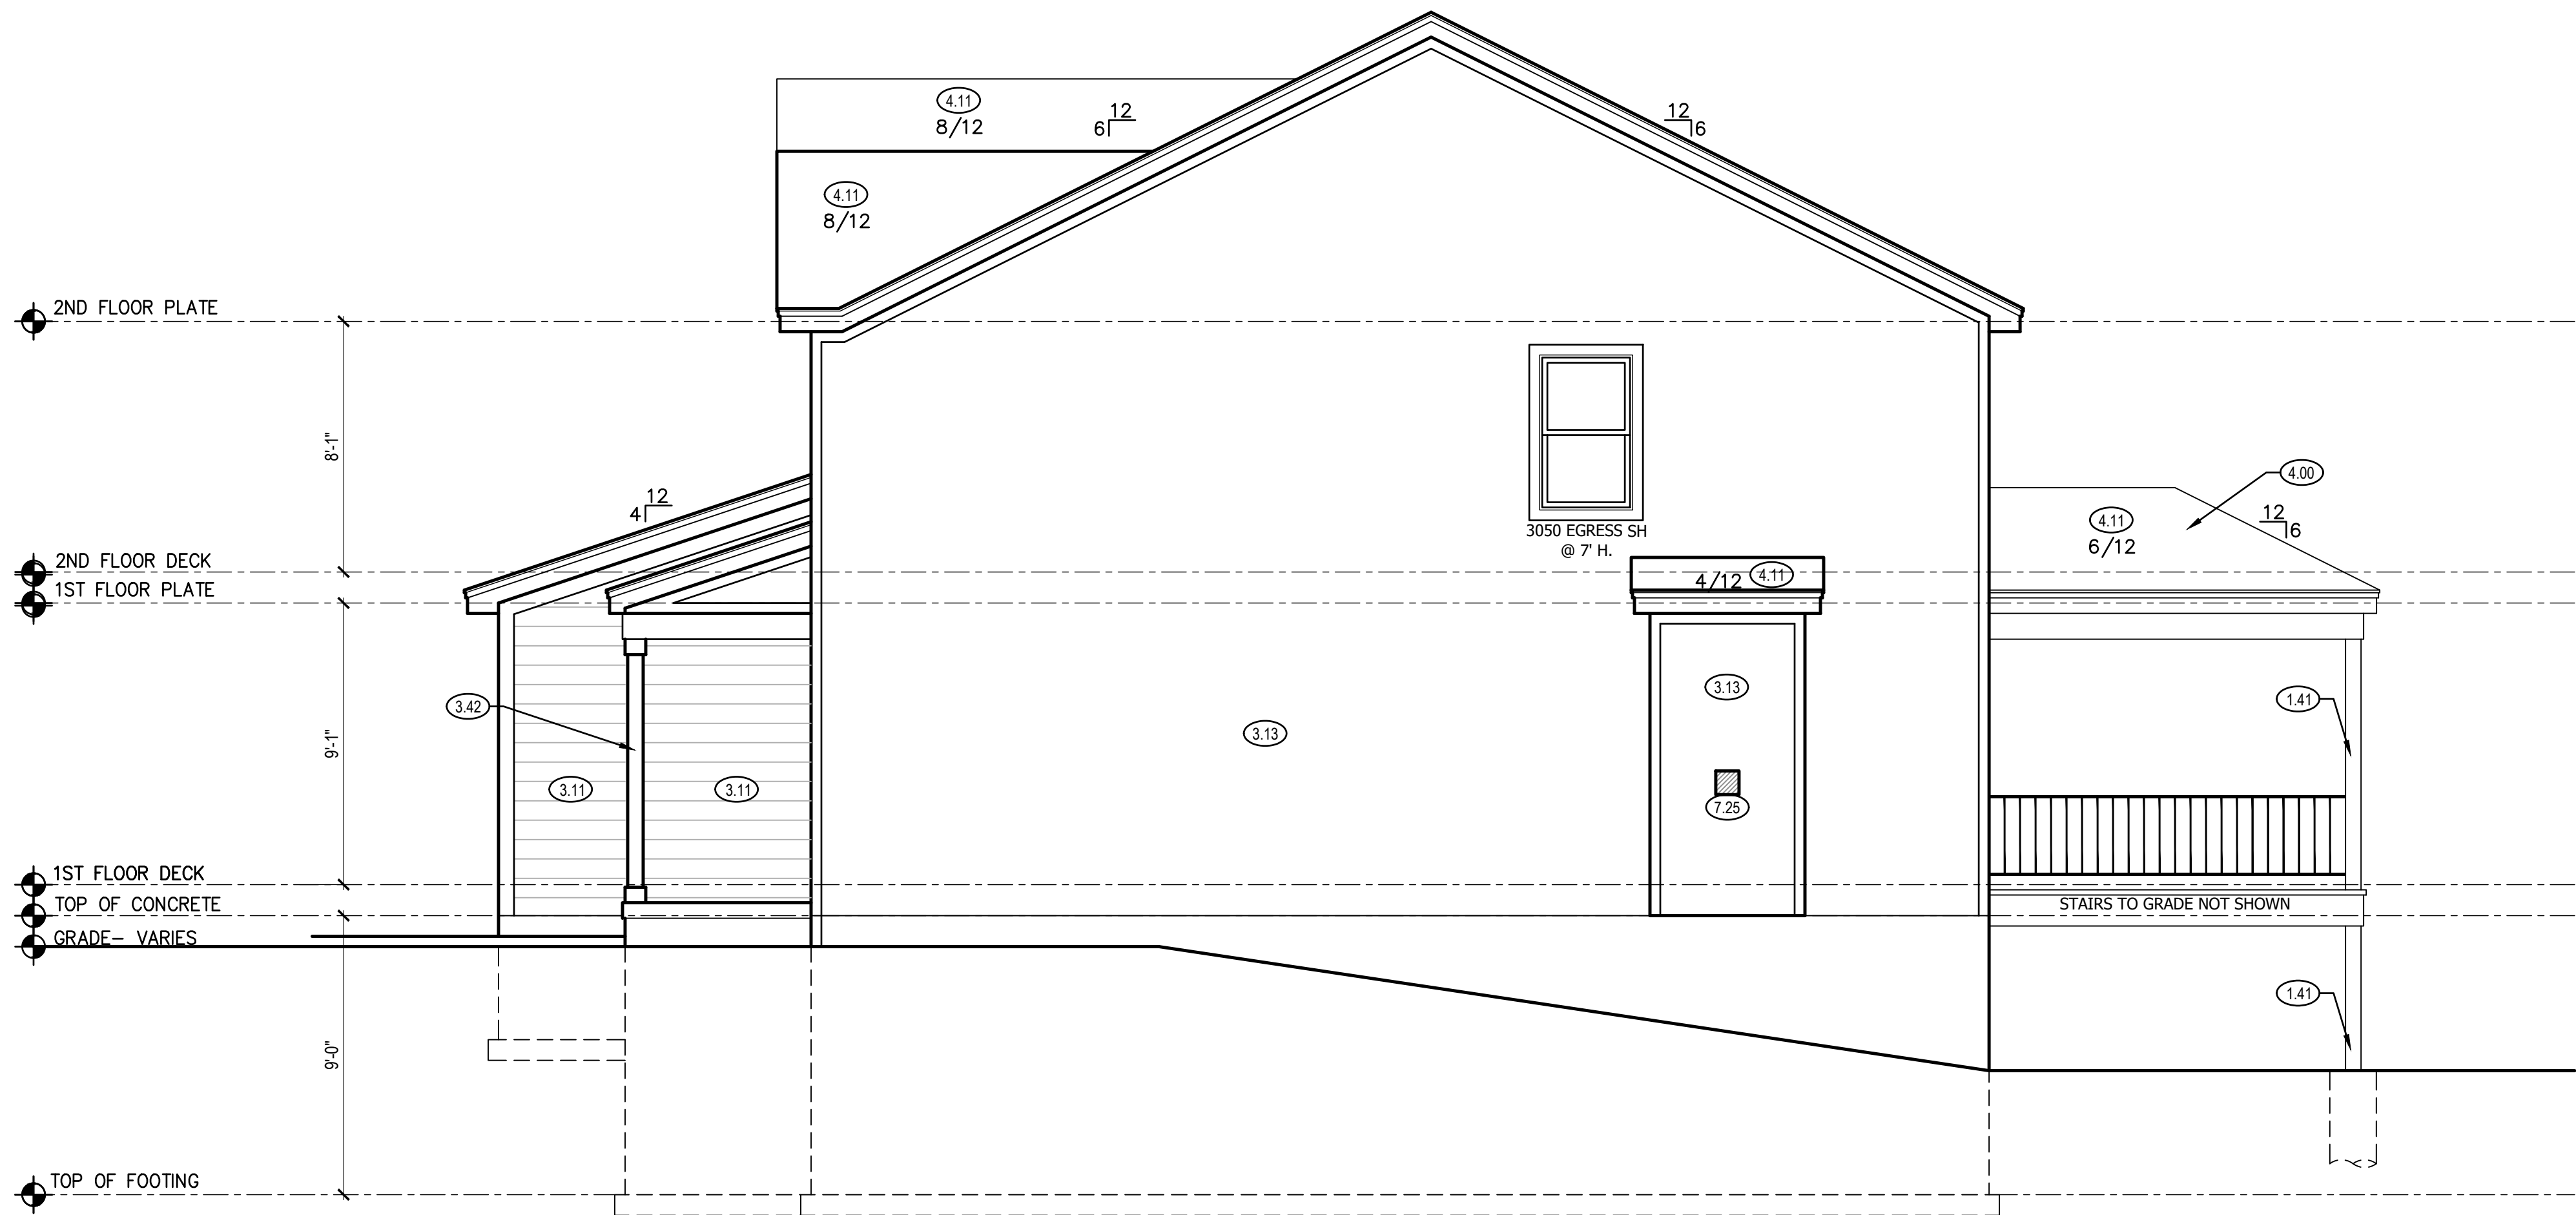 4.11
8/12
12
6
12
6
4.11
8/12
2ND FLOOR PLATE
8'-1"
12
4
3050 EGRESS SH
@ 7' H.
4.00
4.11
6/12
12
6
2ND FLOOR DECK
1ST FLOOR PLATE
4/12
4.11
3.42
3.13
3.13
1.41
9'-1"
3.11
3.11
7.25
1ST FLOOR DECK
TOP OF CONCRETE
STAIRS TO GRADE NOT SHOWN
GRADE- VARIES
1.41
9'-0"
TOP OF FOOTING